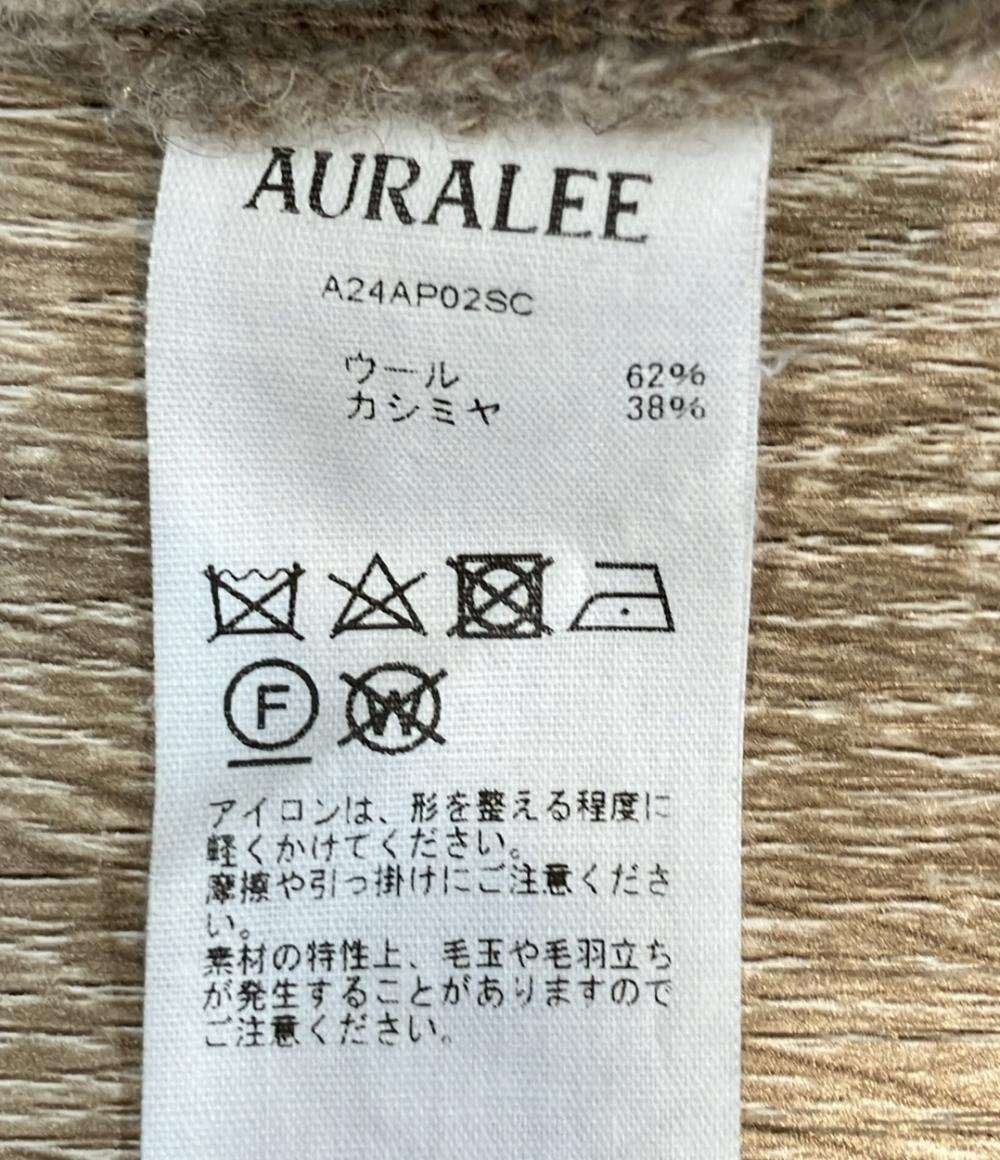 AURALEE
A24AP02SC
ウール 62%
カシミヤ 38%
F
W
アイロンは、形を整える程度に
軽くかけてください。
摩擦や引っ掛けにご注意くださ
い。
素材の特性上、毛玉や毛羽立ち
が発生することがありますので
ご注意ください。